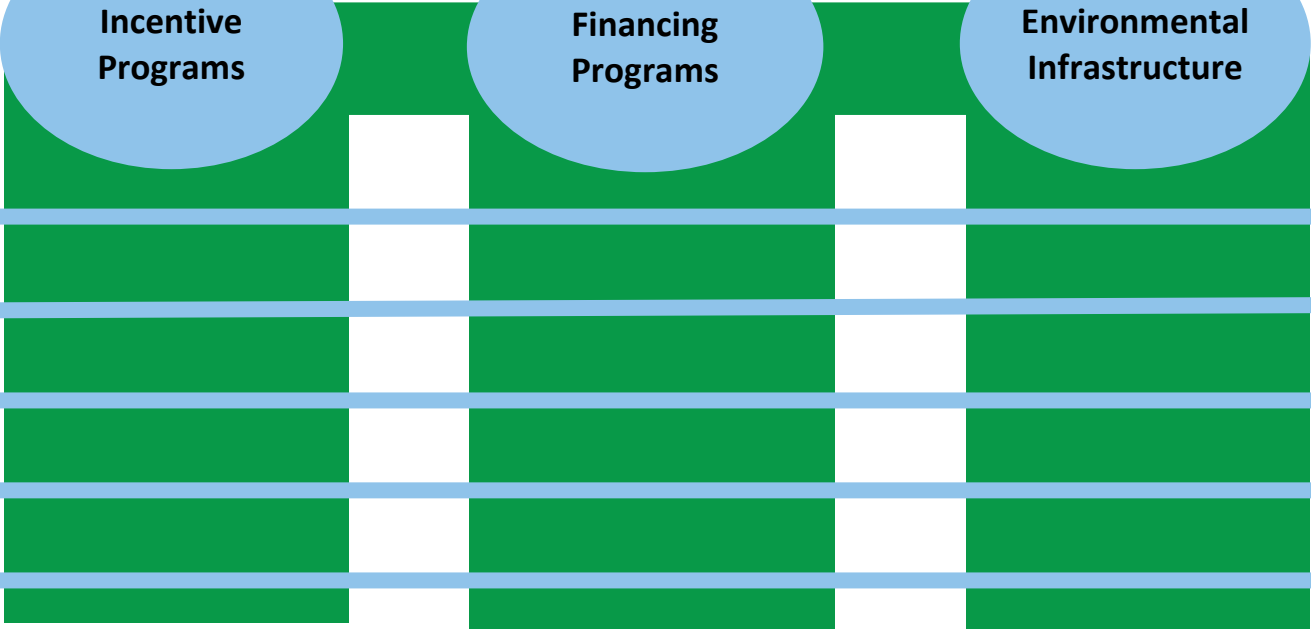 Incentive
Programs
Financing
Programs
Environmental
Infrastructure